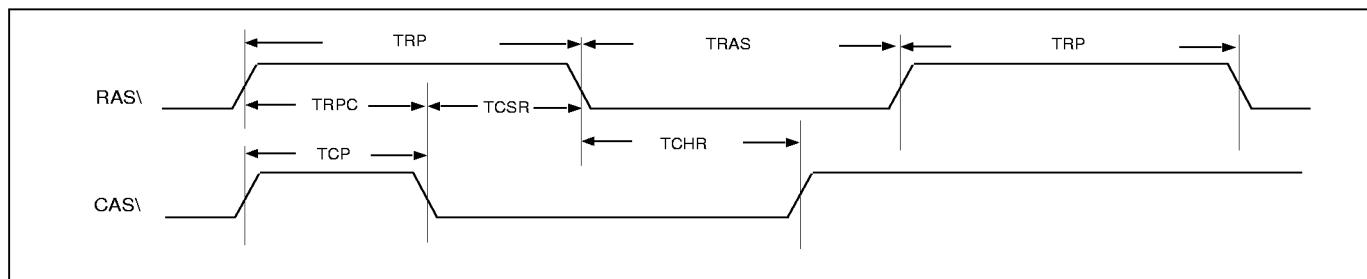 TRP TRAS TRP
RAS\
TRPC TCSR
TCHR
TCP
CAS\